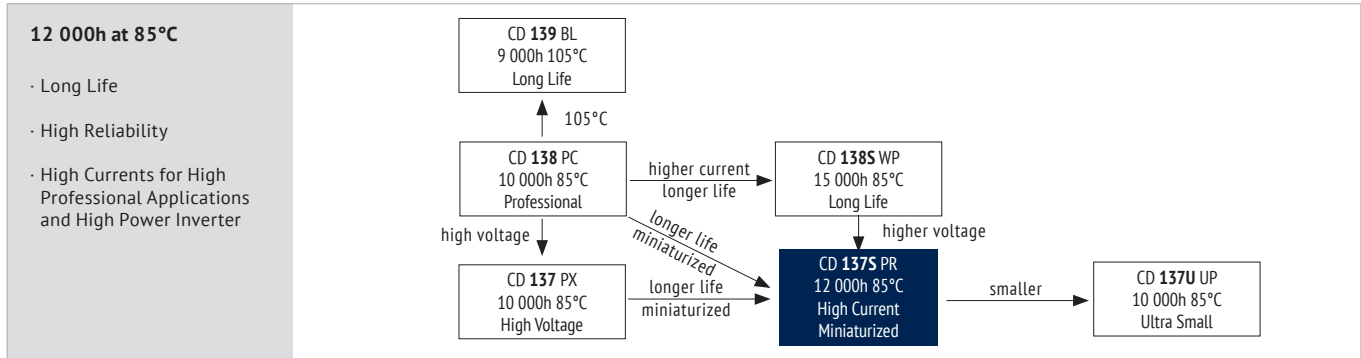 12 000h at 85°C
· Long Life
· High Reliability
· High Currents for High
Professional Applications
and High Power Inverter
CD 139 BL
9 000h 105°C
Long Life
105°C
CD 138 PC
10 000h 85°C
Professional
higher current
longer life
CD 138S WP
15 000h 85°C
Long Life
high voltage
longer life
miniaturized
higher voltage
CD 137 PX
10 000h 85°C
High Voltage
longer life
miniaturized
CD 137S PR
12 000h 85°C
High Current
Miniaturized
smaller
CD 137U UP
10 000h 85°C
Ultra Small